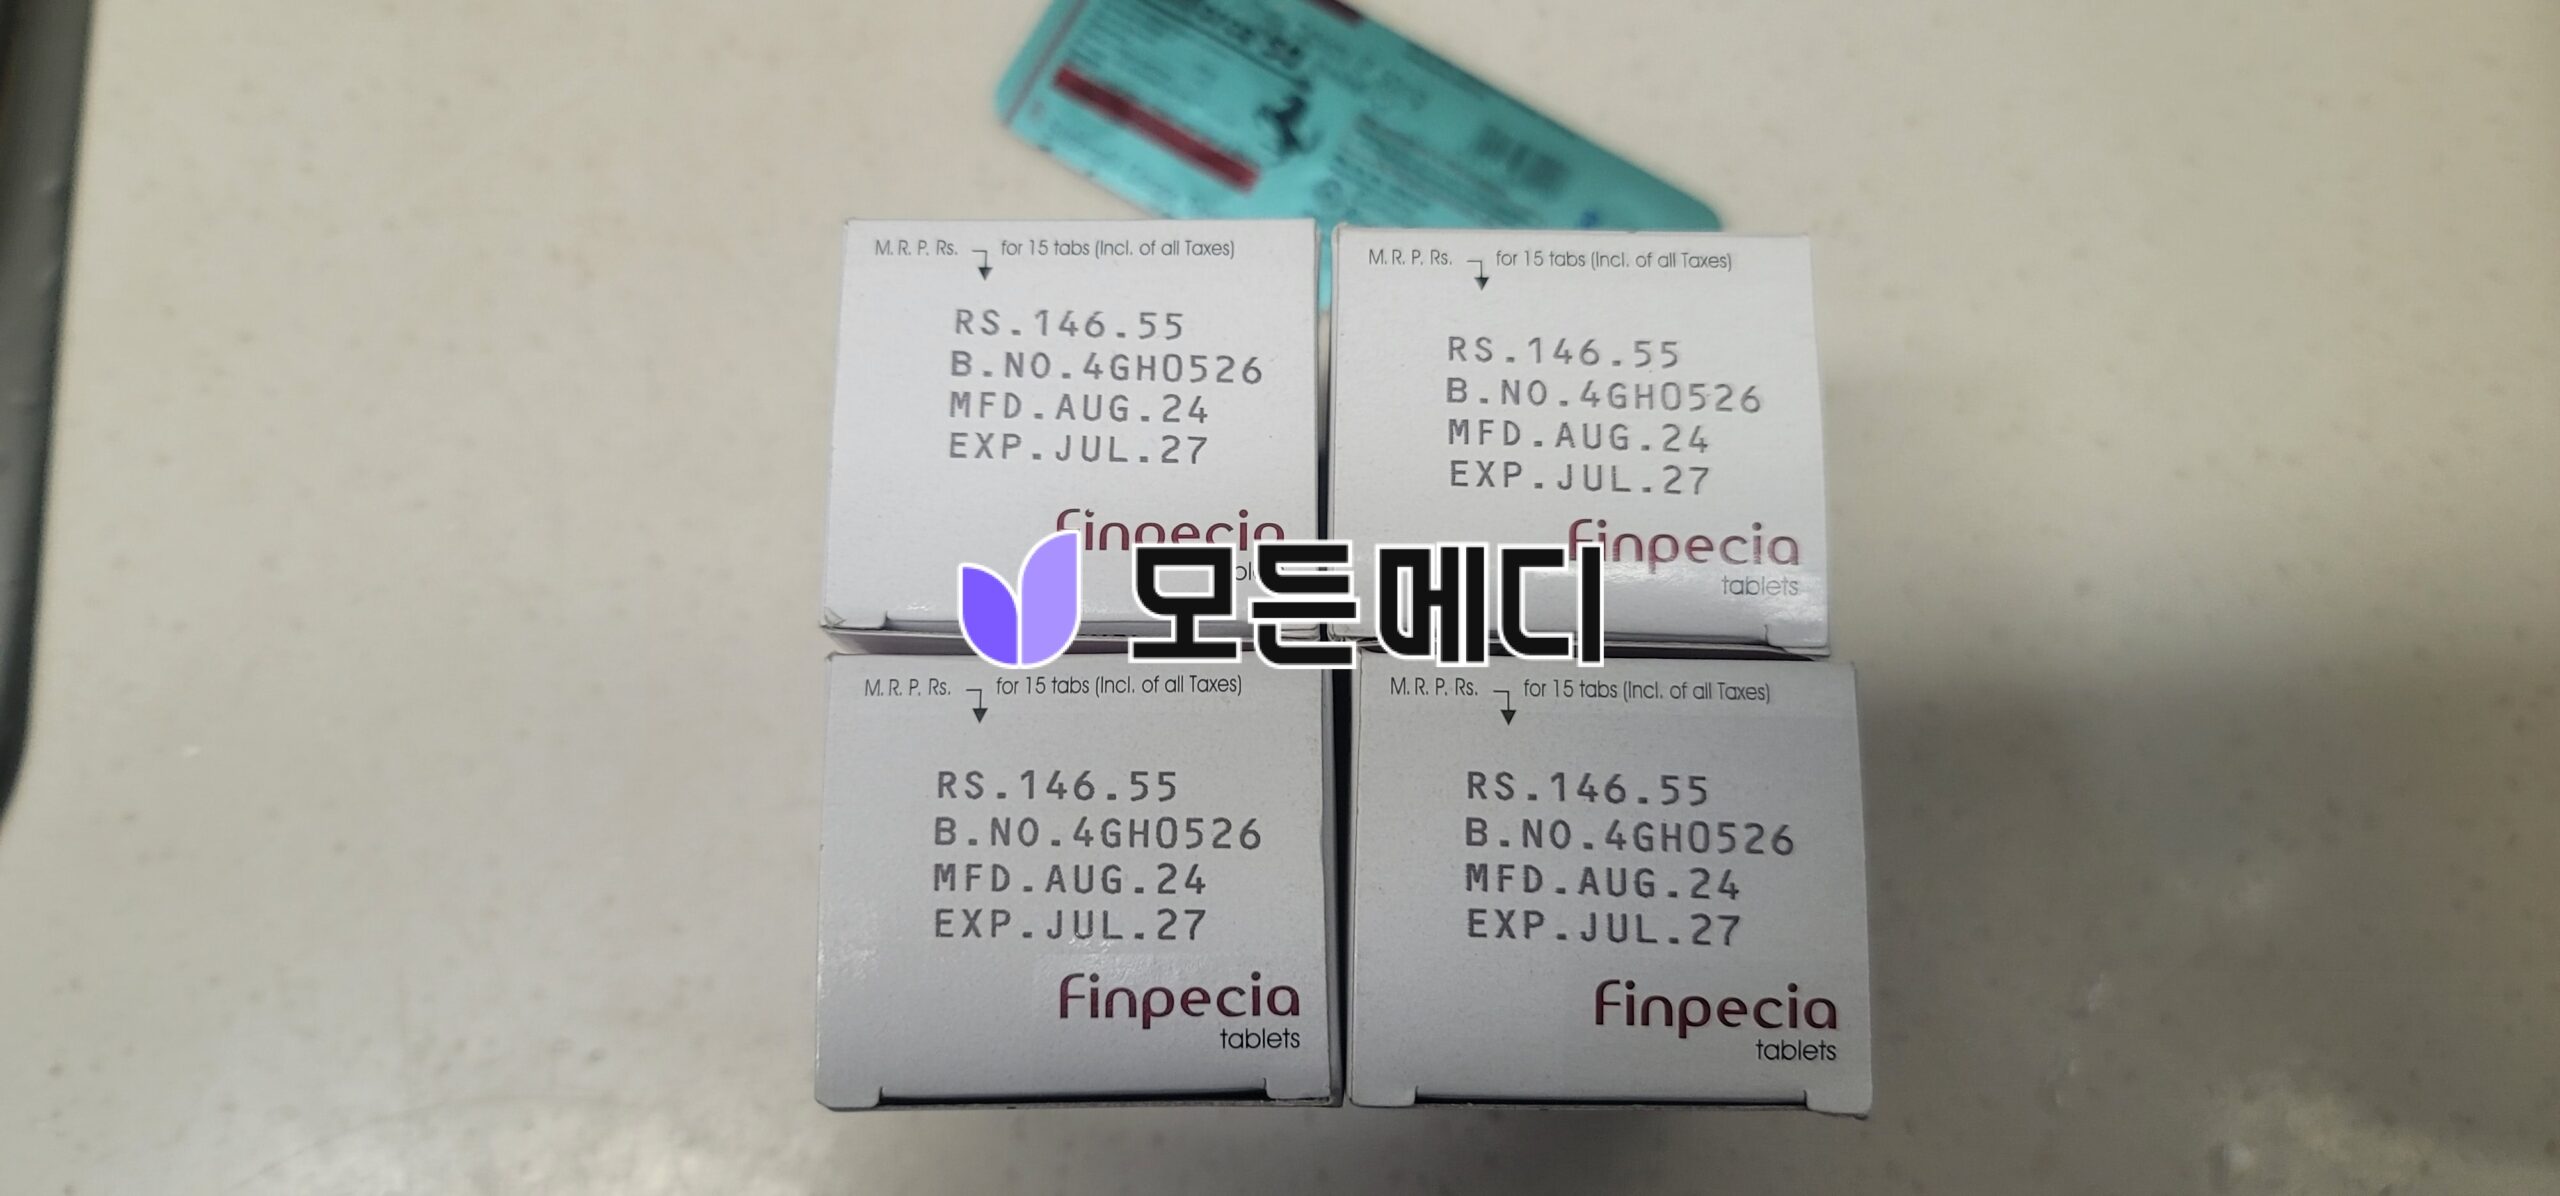 M. R. P. Rs. for 15 tabs (Incl. of all Taxes)
RS.146.55
B.NO.4GH0526
MFD.AUG.24
EXP.JUL.27
Finpecia
M. R. P. Rs. for 15 tabs (Incl. of all Taxes)
RS.146.55
B.NO.4GH0526
MFD.AUG.24
EXP.JUL.27
Finpecia
tablets
모든메디
M. R. P. Rs. for 15 tabs (Incl. of all Taxes)
RS.146.55
B.NO.4GH0526
MFD.AUG.24
EXP.JUL.27
Finpecia
tablets
M. R. P. Rs. for 15 tabs (Incl. of all Taxes)
RS.146.55
B.NO.4GH0526
MFD.AUG.24
EXP.JUL.27
Finpecia
tablets